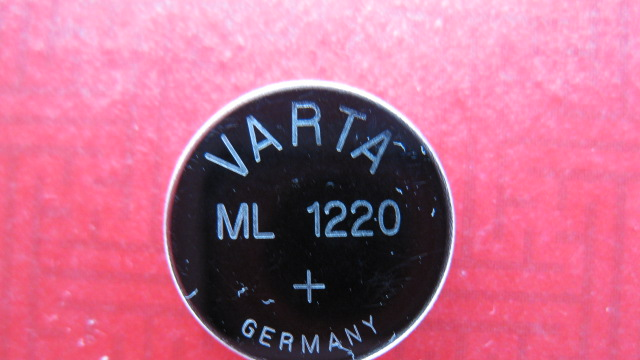 VARTA
ML 1220
+
GERMANY